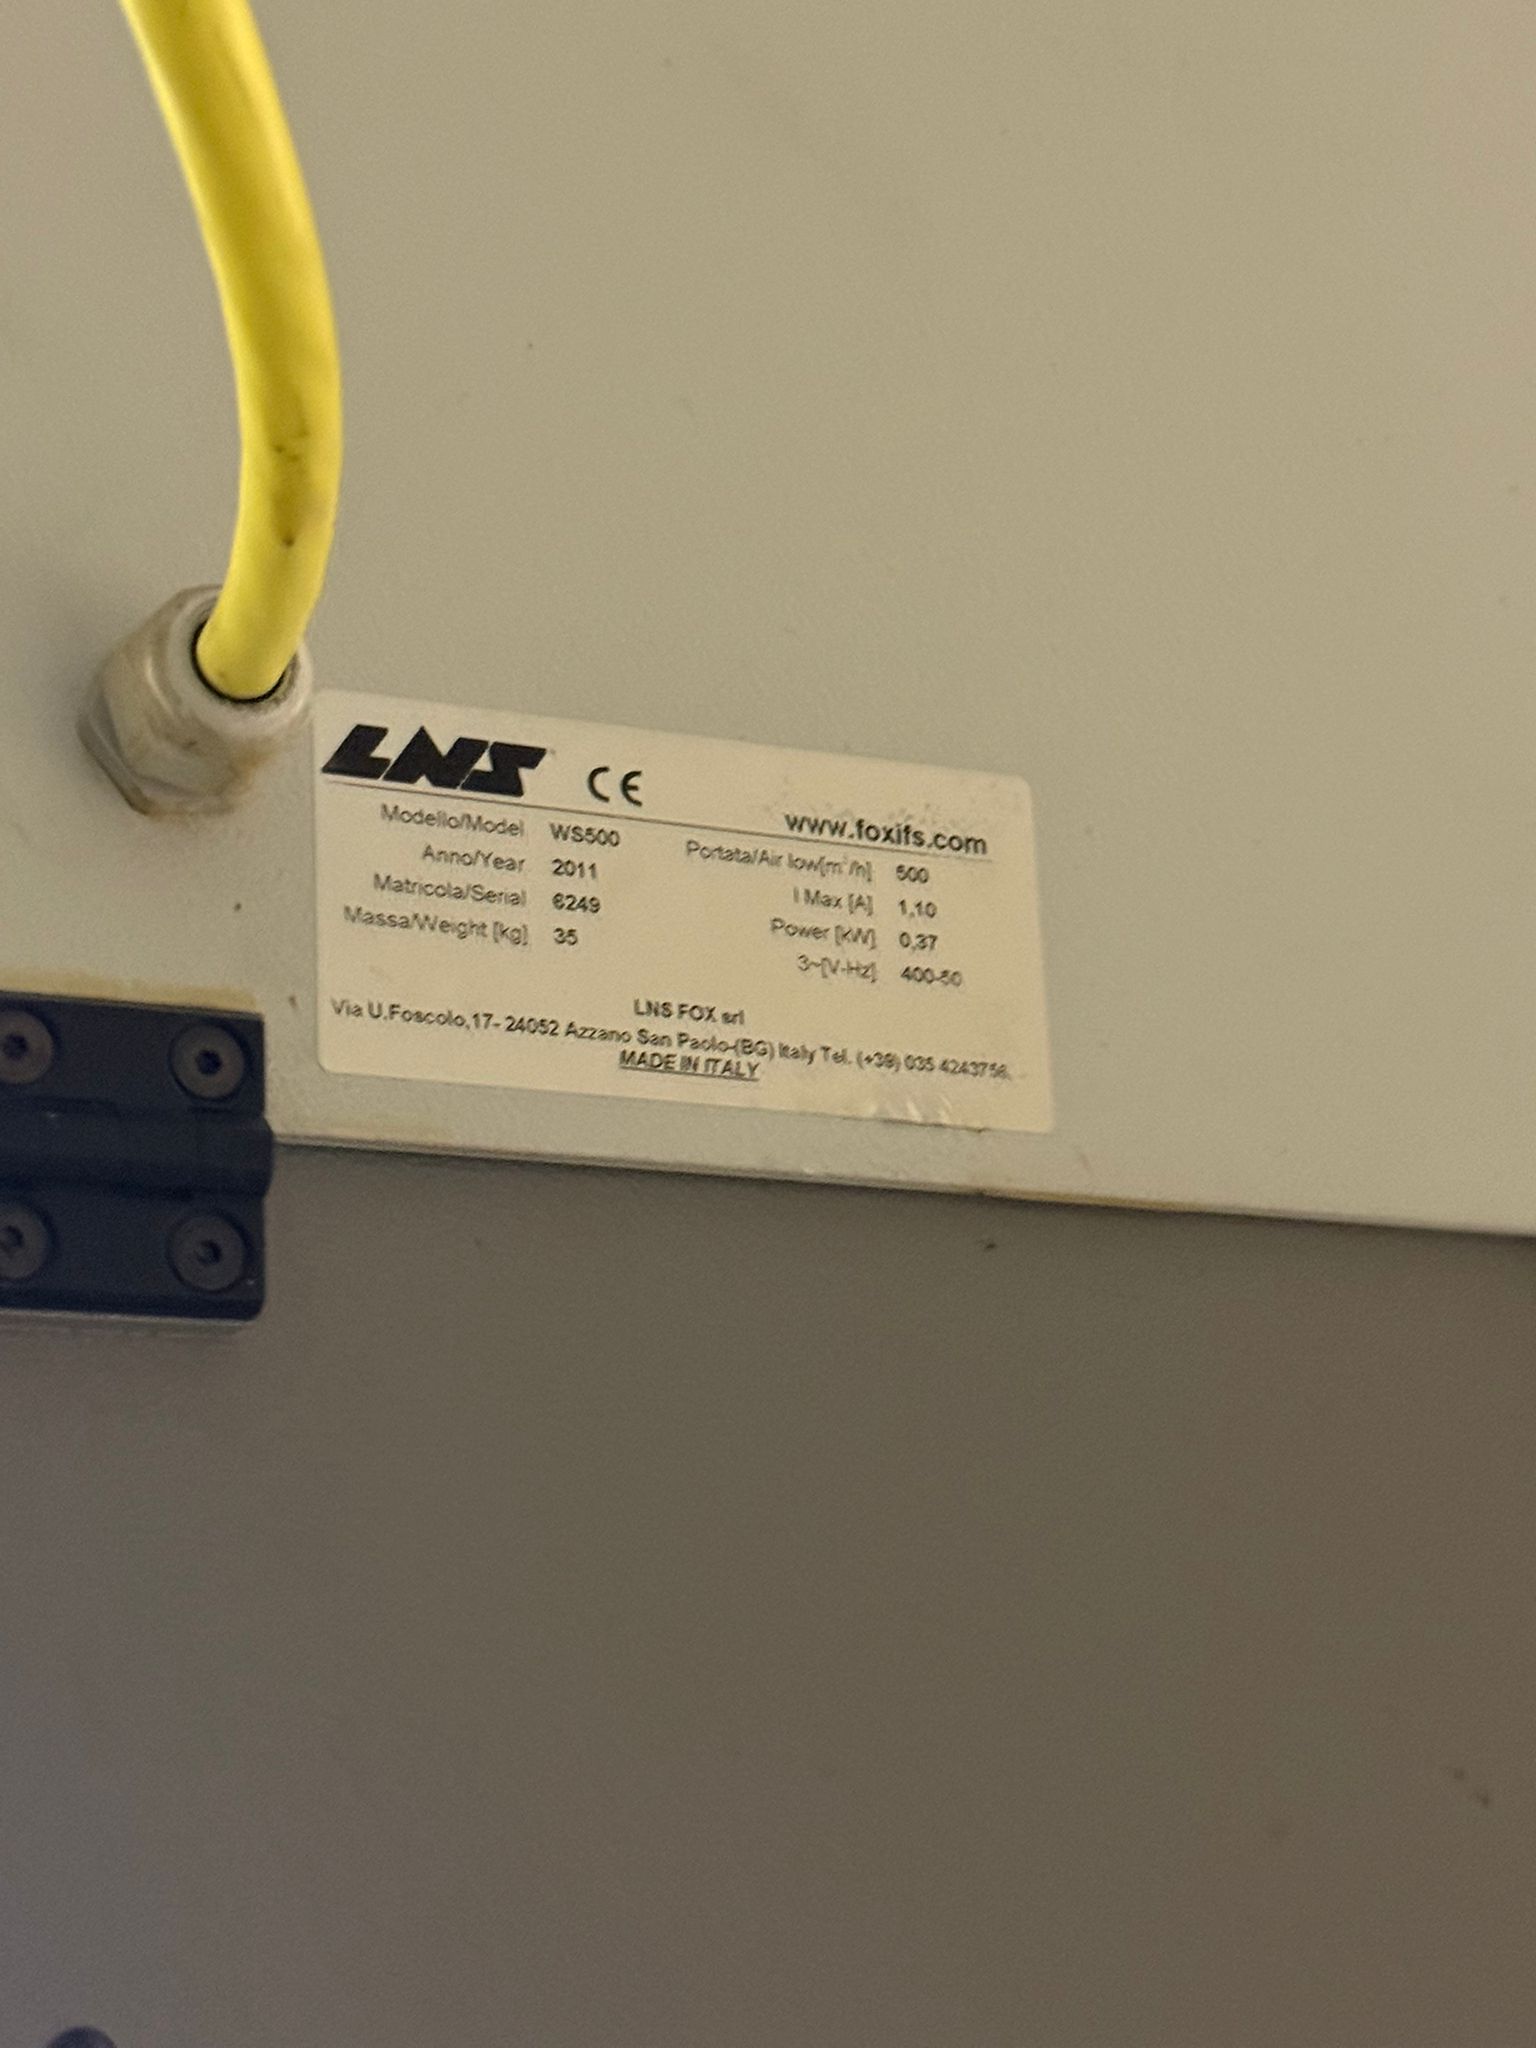 LNS CE
www.foxifs.com
Modello/Model WS500
Anno/Year 2011
Matricola/Serial 6249
Massa/Weight [kg] 35
Portata/Air low[m³/h] 500
I Max [A] 1,10
Power [kW] 0,37
3~[V-Hz] 400-50
LNS FOX srl
Via U.Foscolo,17- 24052 Azzano San Paolo-(BG) Italy Tel. (+39) 035 4243756.
MADE IN ITALY